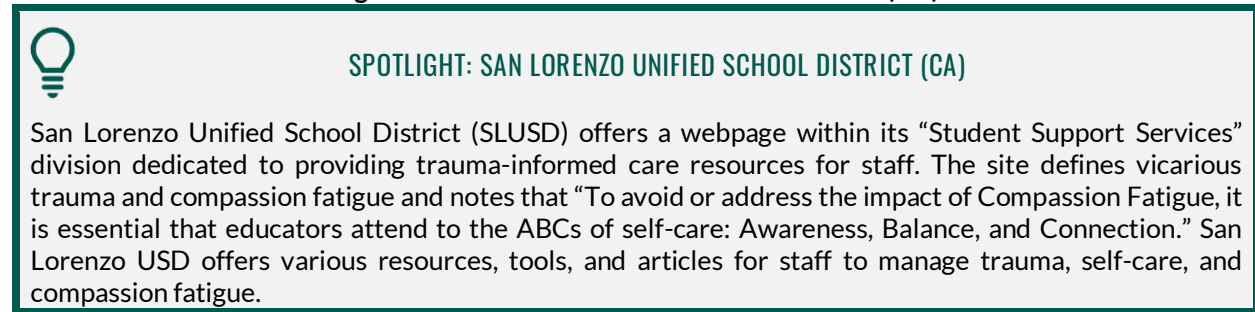 SPOTLIGHT: SAN LORENZO UNIFIED SCHOOL DISTRICT (CA)
San Lorenzo Unified School District (SLUSD) offers a webpage within its “Student Support Services”
division dedicated to providing trauma-informed care resources for staff. The site defines vicarious
trauma and compassion fatigue and notes that “To avoid or address the impact of Compassion Fatigue, it
is essential that educators attend to the ABCs of self-care: Awareness, Balance, and Connection.” San
Lorenzo USD offers various resources, tools, and articles for staff to manage trauma, self-care, and
compassion fatigue.